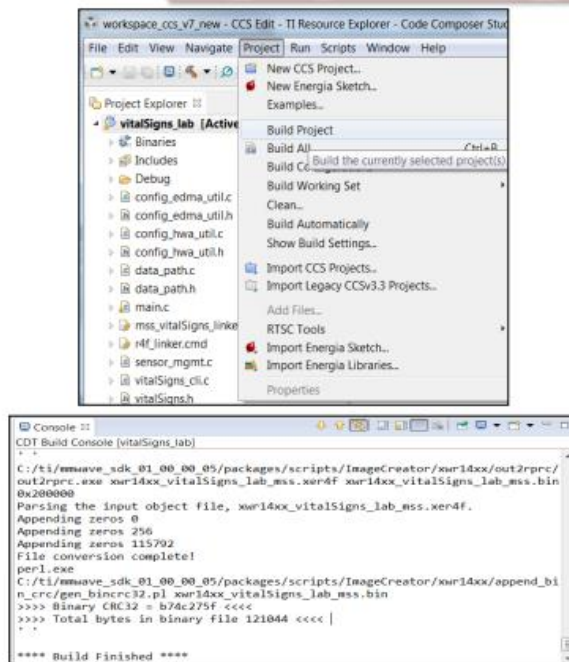 workspace_ccs_v7_new - CCS Edit - TI Resource Explorer - Code Composer Stud
File Edit View Navigate Project Run Scripts Window Help
Project Explorer
vitalSigns_lab [Active
Binaries
Includes
Debug
config_edma_util.c
config_edma_util.h
config_hwa_util.c
config_hwa_util.h
data_path.c
data_path.h
main.c
mss_vitalSigns_linke
r4f_linker.cmd
sensor_mgmt.c
vitalSigns_cli.c
vitalSigns.h
New CCS Project...
New Energia Sketch...
Examples...
Build Project
Build All
Build the currently selected project(s)
Build Working Set
Clean...
Build Automatically
Show Build Settings...
Import CCS Projects...
Import Legacy CCSv3.3 Projects...
Add Files...
RTSC Tools
Import Energia Sketch...
Import Energia Libraries...
Properties
Console
CDT Build Console [vitalSigns_lab]
C:/ti/mmwave_sdk_01_00_00_05/packages/scripts/ImageCreator/xwr14xx/out2rprc/
out2rprc.exe xwr14xx_vitalSigns_lab_mss.xer4f xwr14xx_vitalSigns_lab_mss.bin
0x200000
Parsing the input object file, xwr14xx_vitalSigns_lab_mss.xer4f.
Appending zeros 0
Appending zeros 256
Appending zeros 115792
File conversion complete!
perl.exe
C:/ti/mmwave_sdk_01_00_00_05/packages/scripts/ImageCreator/xwr14xx/append_bi
n_crc/gen_bincrc32.pl xwr14xx_vitalSigns_lab_mss.bin
>>>> Binary CRC32 = b74c275f <<<<
>>>> Total bytes in binary file 121044 <<<<
**** Build Finished ****